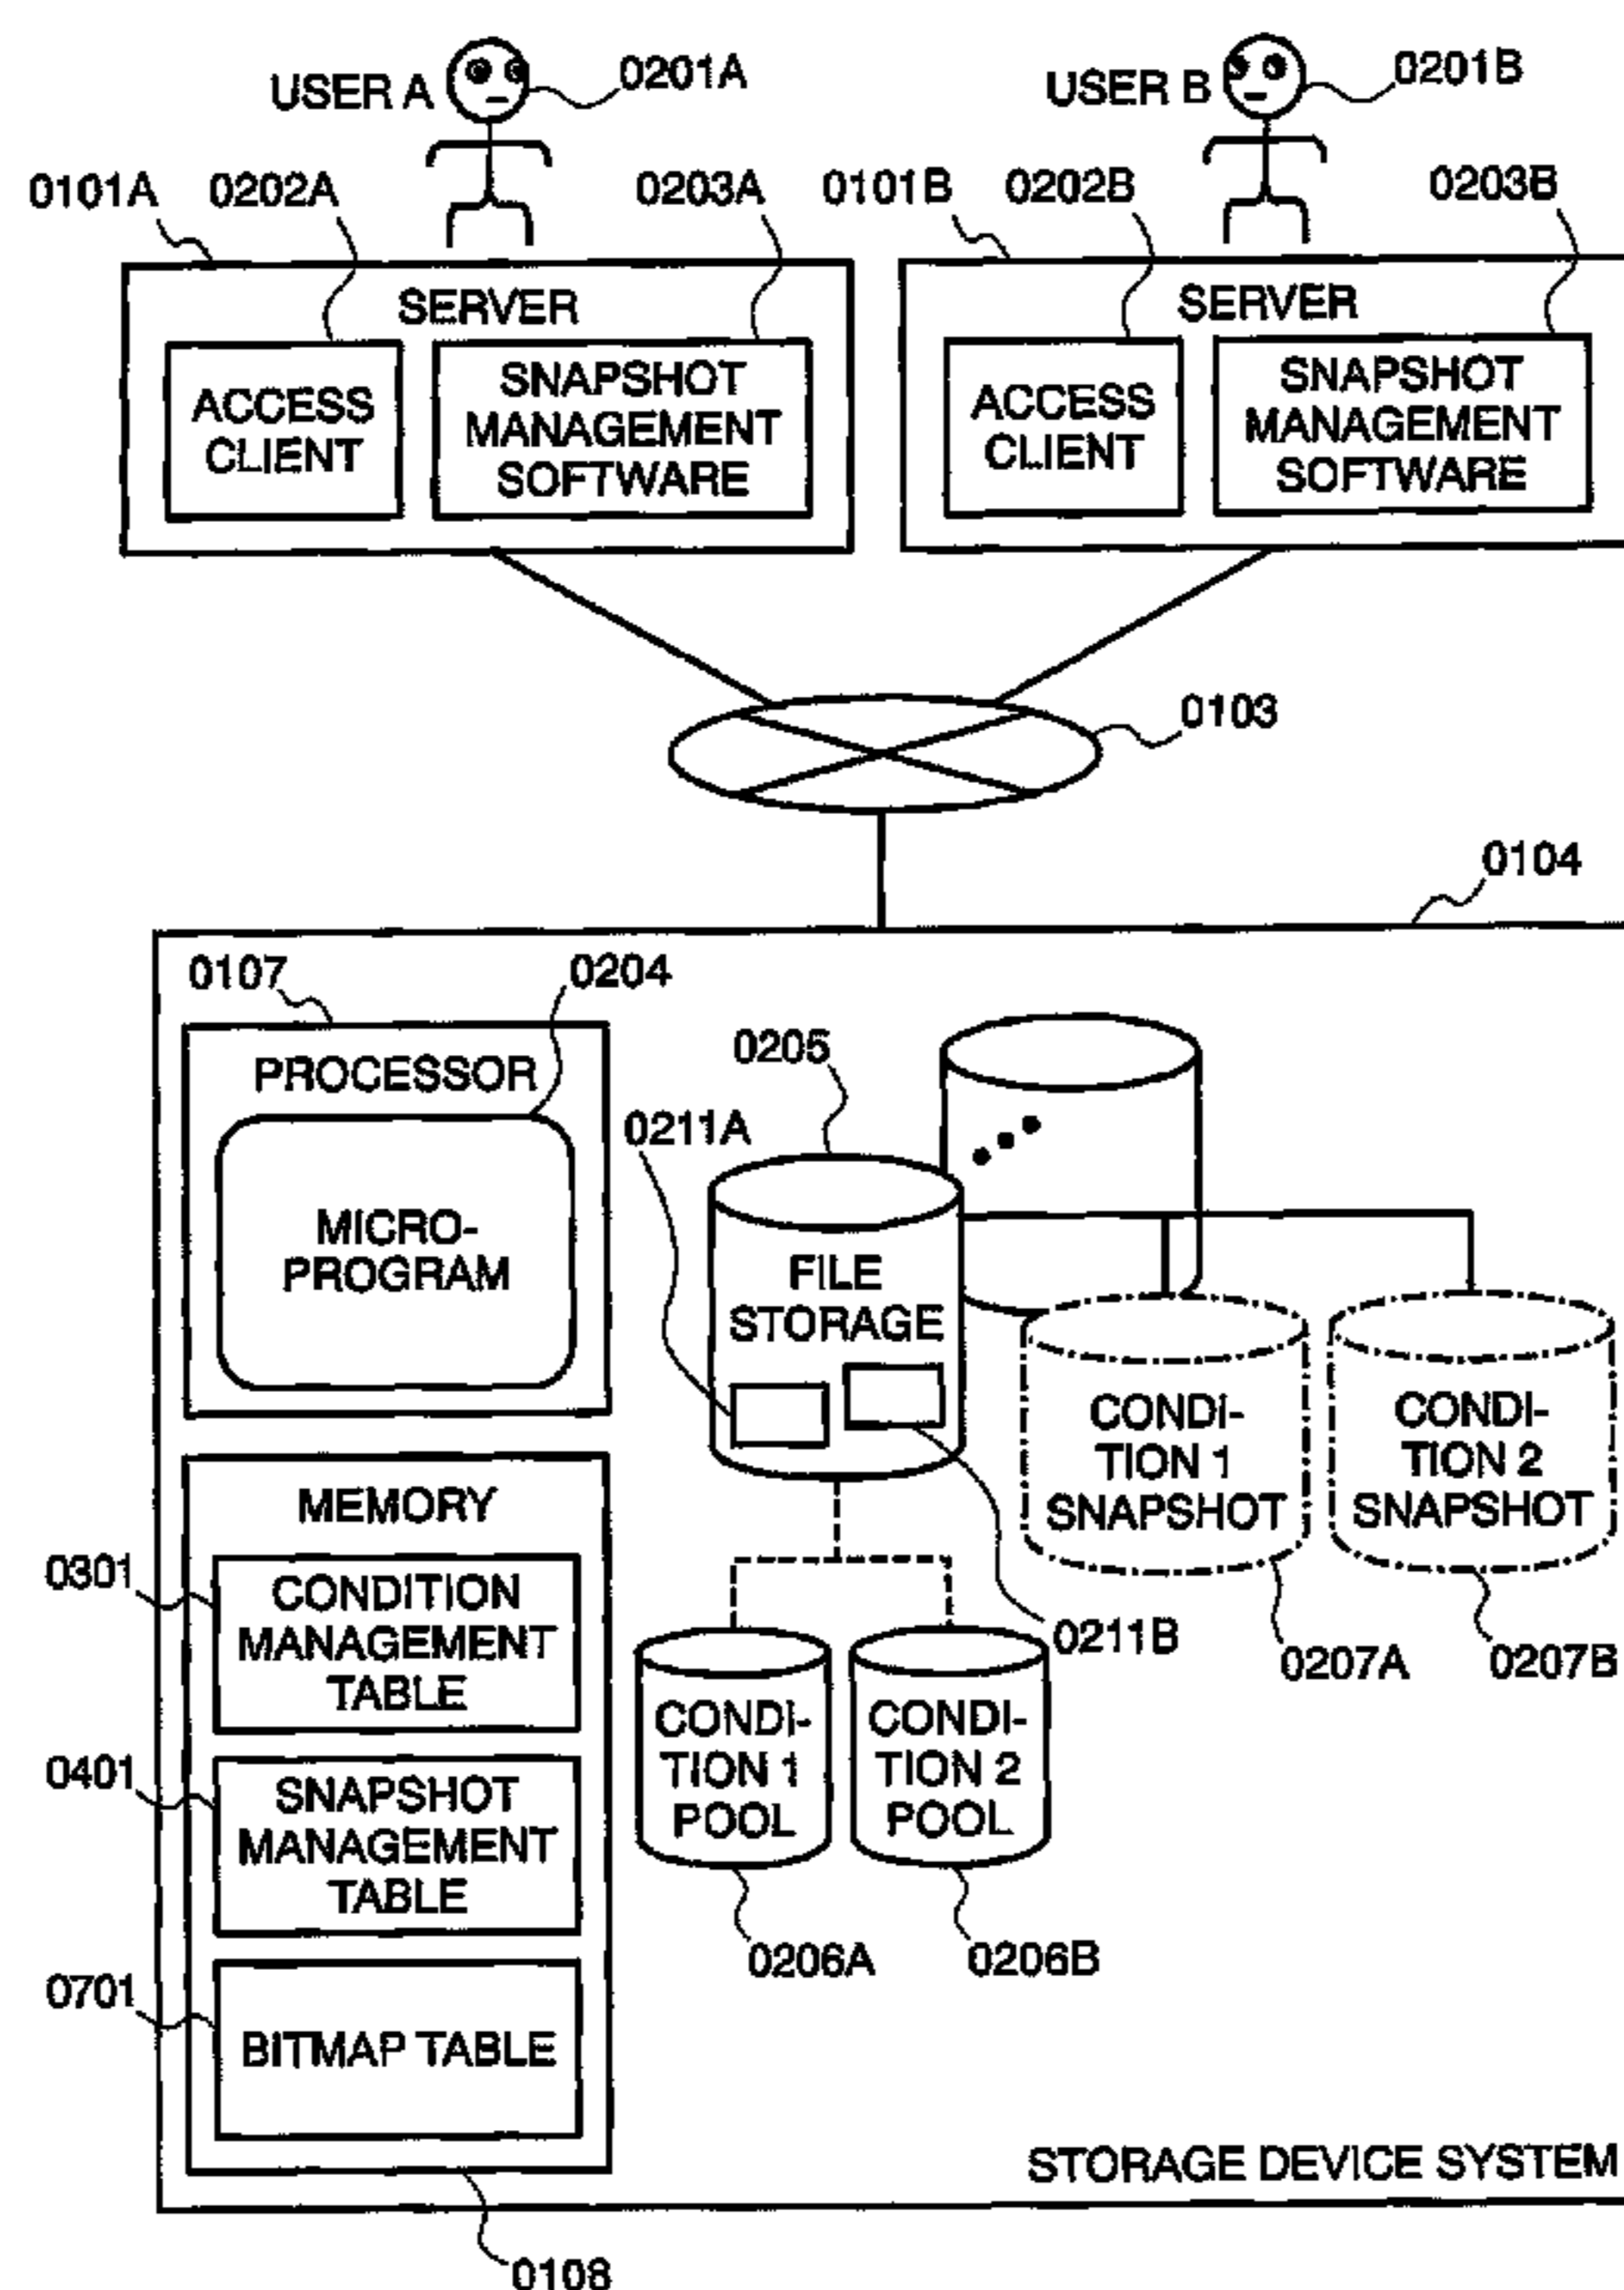 USER A
0201A
USER B
0201B
0101A
0202A
0203A
0101B
0202B
0203B
SERVER
ACCESS
CLIENT
SNAPSHOT
MANAGEMENT
SOFTWARE
SERVER
ACCESS
CLIENT
SNAPSHOT
MANAGEMENT
SOFTWARE
0103
0104
0107
0204
PROCESSOR
MICRO-
PROGRAM
0205
0211A
FILE
STORAGE
CONDI-
TION 1
SNAPSHOT
CONDI-
TION 2
SNAPSHOT
MEMORY
0301
CONDITION
MANAGEMENT
TABLE
0211B
0207A
0207B
CONDI-
TION 1
POOL
CONDI-
TION 2
POOL
0401
SNAPSHOT
MANAGEMENT
TABLE
0206A
0206B
0701
BITMAP TABLE
STORAGE DEVICE SYSTEM
0108